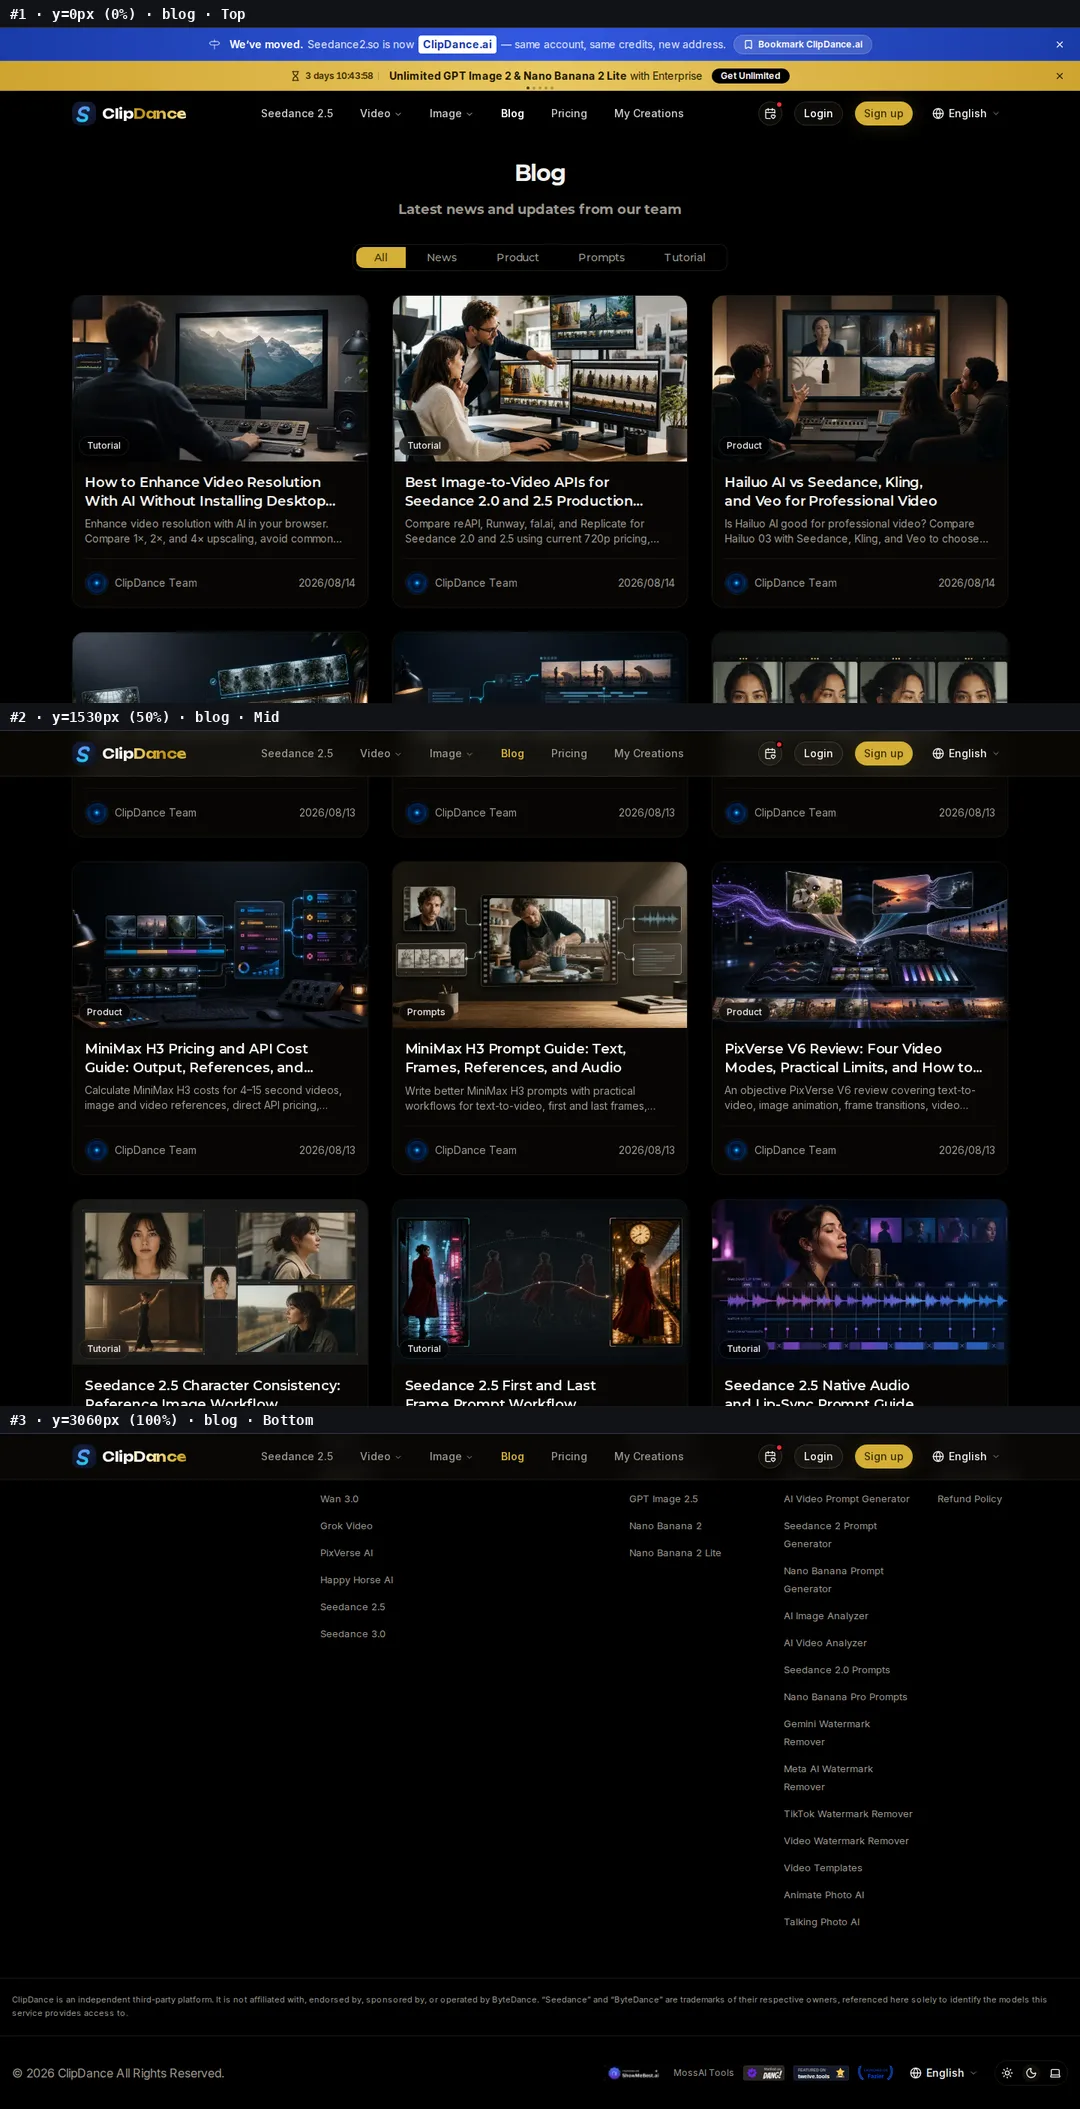 #1 · y=0px (0%) · blog · Top
We've moved. Seedance2.so is now ClipDance.ai — same account, same credits, new address. Bookmark ClipDance.ai
3 days 10:43:58 Unlimited GPT Image 2 & Nano Banana 2 Lite with Enterprise Get Unlimited
ClipDance Seedance 2.5 Video Image Blog Pricing My Creations Login Sign up English
Blog
Latest news and updates from our team
All News Product Prompts Tutorial
Tutorial
How to Enhance Video Resolution
With AI Without Installing Desktop...
Enhance video resolution with AI in your browser.
Compare 1×, 2×, and 4× upscaling, avoid common...
ClipDance Team 2026/08/14
Tutorial
Best Image-to-Video APIs for
Seedance 2.0 and 2.5 Production...
Compare reAPI, Runway, fal.ai, and Replicate for
Seedance 2.0 and 2.5 using current 720p pricing,...
ClipDance Team 2026/08/14
Product
Hailuo AI vs Seedance, Kling,
and Veo for Professional Video
Is Hailuo AI good for professional video? Compare
Hailuo 03 with Seedance, Kling, and Veo to choose...
ClipDance Team 2026/08/14
#2 · y=1530px (50%) · blog · Mid
ClipDance Seedance 2.5 Video Image Blog Pricing My Creations Login Sign up English
ClipDance Team 2026/08/13
ClipDance Team 2026/08/13
ClipDance Team 2026/08/13
Product
MiniMax H3 Pricing and API Cost
Guide: Output, References, and...
Calculate MiniMax H3 costs for 4–15 second videos,
image and video references, direct API pricing,...
ClipDance Team 2026/08/13
Prompts
MiniMax H3 Prompt Guide: Text,
Frames, References, and Audio
Write better MiniMax H3 prompts with practical
workflows for text-to-video, first and last frames,...
ClipDance Team 2026/08/13
Product
PixVerse V6 Review: Four Video
Modes, Practical Limits, and How to...
An objective PixVerse V6 review covering text-to-
video, image animation, frame transitions, video...
ClipDance Team 2026/08/13
Tutorial
Seedance 2.5 Character Consistency:
Reference Image Workflow
Tutorial
Seedance 2.5 First and Last
Frame Prompt Workflow
Tutorial
Seedance 2.5 Native Audio
and Lip-Sync Prompt Guide
#3 · y=3060px (100%) · blog · Bottom
ClipDance Seedance 2.5 Video Image Blog Pricing My Creations Login Sign up English
Wan 3.0
Grok Video
PixVerse AI
Happy Horse AI
Seedance 2.5
Seedance 3.0
GPT Image 2.5
Nano Banana 2
Nano Banana 2 Lite
AI Video Prompt Generator
Seedance 2 Prompt
Generator
Nano Banana Prompt
Generator
AI Image Analyzer
AI Video Analyzer
Seedance 2.0 Prompts
Nano Banana Pro Prompts
Gemini Watermark
Remover
Meta AI Watermark
Remover
TikTok Watermark Remover
Video Watermark Remover
Video Templates
Animate Photo AI
Talking Photo AI
Refund Policy
ClipDance is an independent third-party platform. It is not affiliated with, endorsed by, sponsored by, or operated by ByteDance. "Seedance" and "ByteDance" are trademarks of their respective owners, referenced here solely to identify the models this
service provides access to.
© 2026 ClipDance All Rights Reserved.
ShowMeBest.ai
MossAI Tools
DANG!
FEATURED ON
twelve.tools
Fazier
English